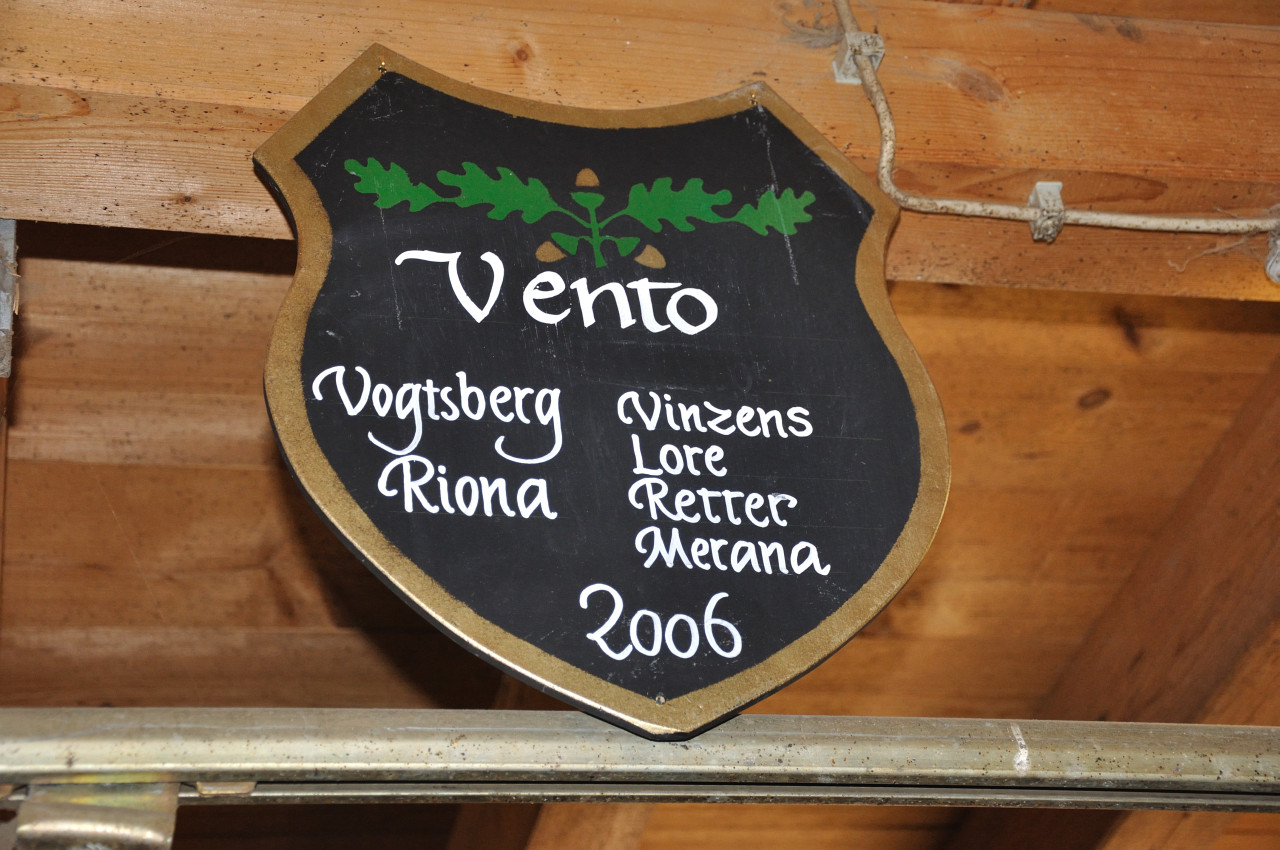 Vento
Vogtsberg
Riona
Vinzens
Lore
Retter
Merana
2006